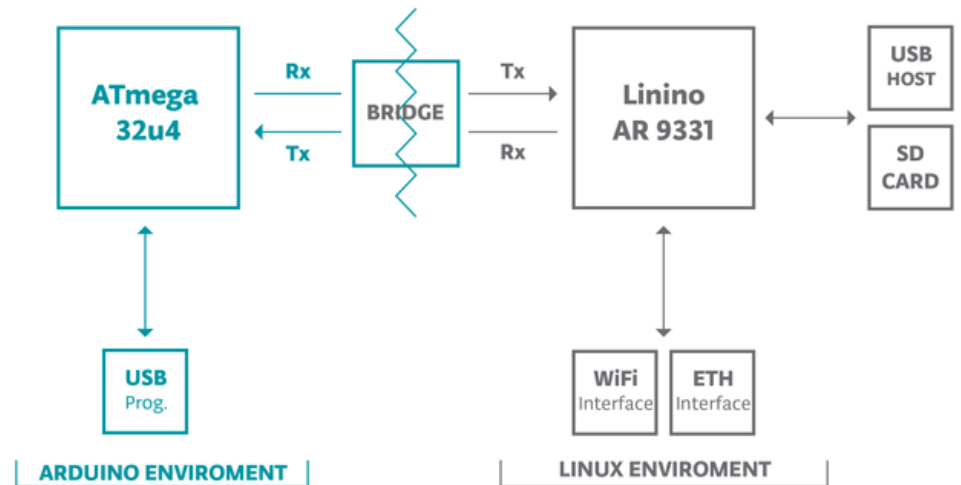 ATmega
32u4
Rx
Tx
BRIDGE
Tx
Rx
Linino
AR 9331
USB
HOST
SD
CARD
USB
Prog.
WiFi
Interface
ETH
Interface
ARDUINO ENVIROMENT
LINUX ENVIROMENT